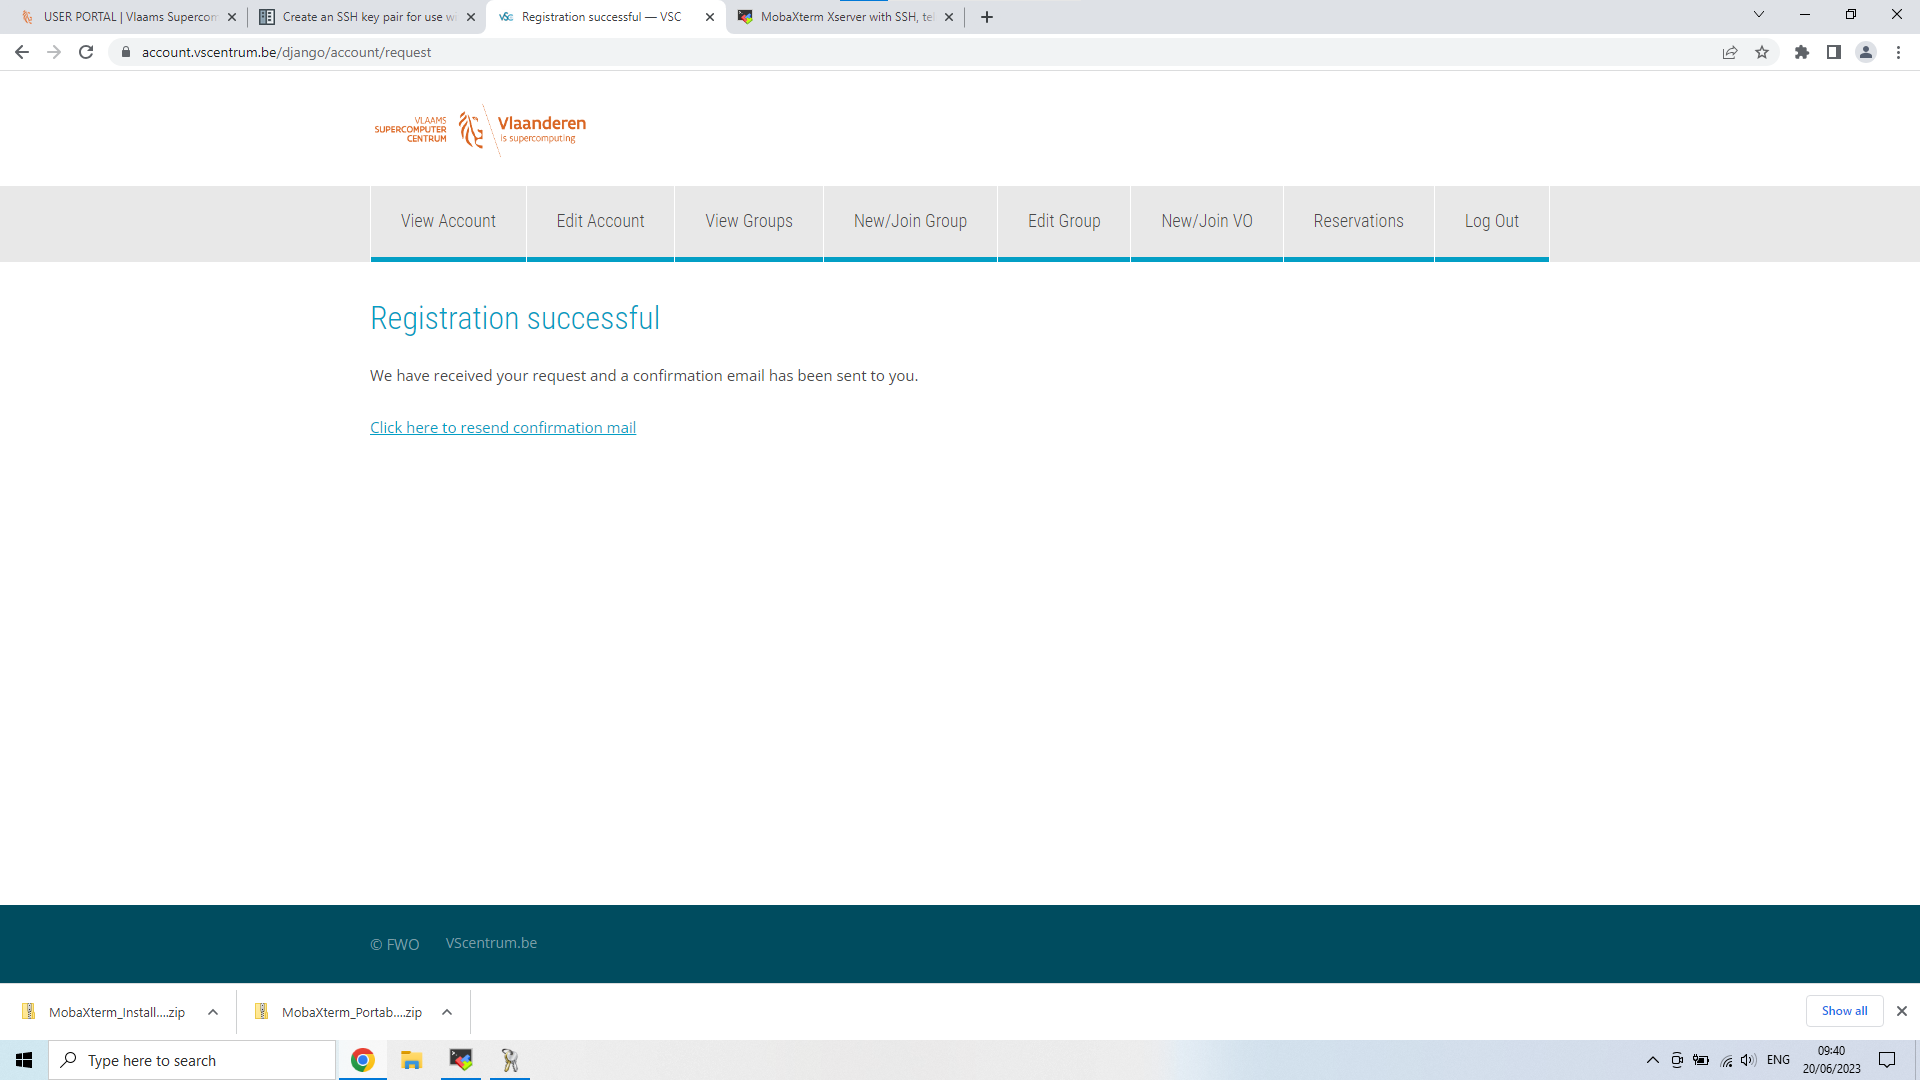 USER PORTAL | Vlaams Supercom
Create an SSH key pair for use w
Registration successful — VSC
MobaXterm Xserver with SSH, te
account.vscentrum.be/django/account/request
VLAAMS
SUPERCOMPUTER
CENTRUM
Vlaanderen
is supercomputing
View Account
Edit Account
View Groups
New/Join Group
Edit Group
New/Join VO
Reservations
Log Out
Registration successful
We have received your request and a confirmation email has been sent to you.
Click here to resend confirmation mail
© FWO
VScentrum.be
MobaXterm_Install....zip
MobaXterm_Portab....zip
Show all
Type here to search
ENG
09:40
20/06/2023